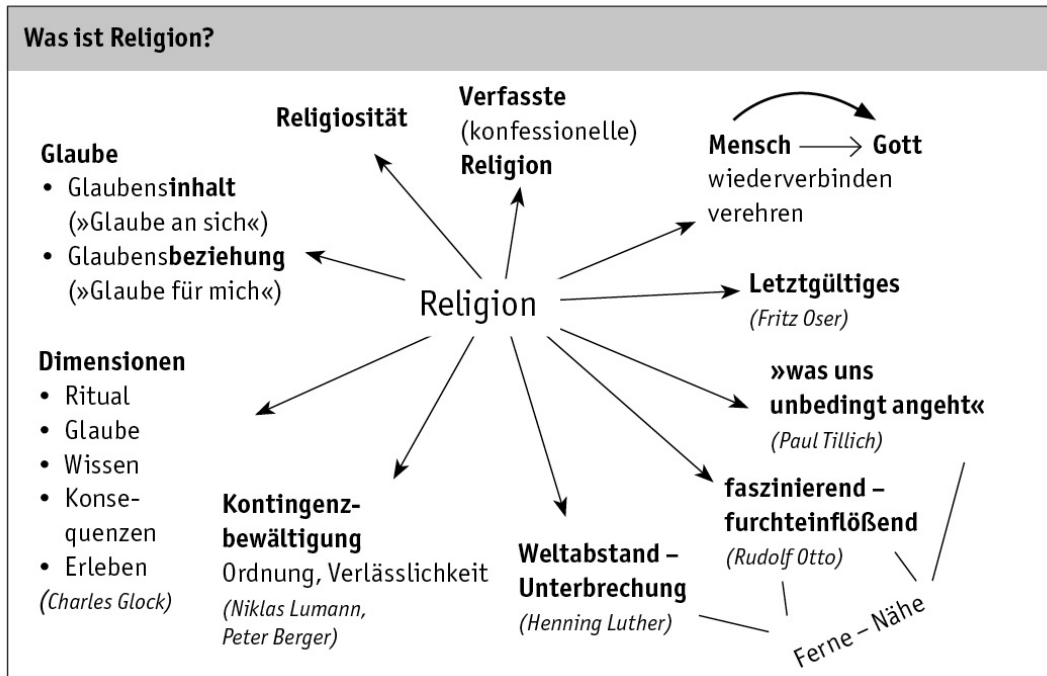 Was ist Religion?
Religiosität
Verfasste
(konfessionelle)
Religion
Mensch → Gott
wiederverbinden
verehren
Glaube
• Glaubensinhalt
(»Glaube an sich«)
• Glaubensbeziehung
(»Glaube für mich«)
Religion
Letztgültiges
(Fritz Oser)
Dimensionen
• Ritual
• Glaube
• Wissen
• Konse-
quenzen
• Erleben
(Charles Glock)
»was uns
unbedingt angeht«
(Paul Tillich)
Kontingenz-
bewältigung
Ordnung, Verlässlichkeit
(Niklas Lumann,
Peter Berger)
Weltabstand –
Unterbrechung
(Henning Luther)
faszinierend –
furchteinflößend
(Rudolf Otto)
Ferne – Nähe